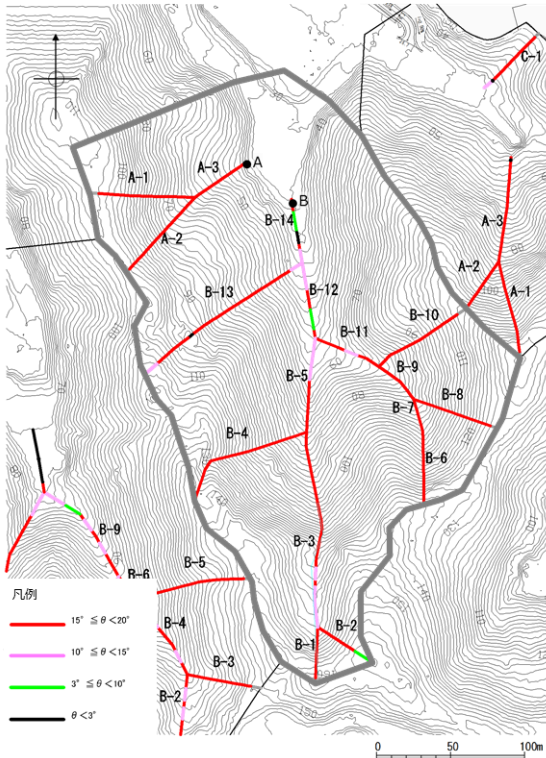 C-1
A-1
A-3
A
A-2
B
B-14
A-3
A-2
A-1
B-13
B-12
B-10
B-11
B-9
B-5
B-8
B-7
B-4
B-6
B-3
B-9
B-6
B-5
B-2
B-1
B-4
B-3
B-2
凡例
15° ≦ θ <20°
10° ≦ θ <15°
3° ≦ θ <10°
θ <3°
0 50 100m